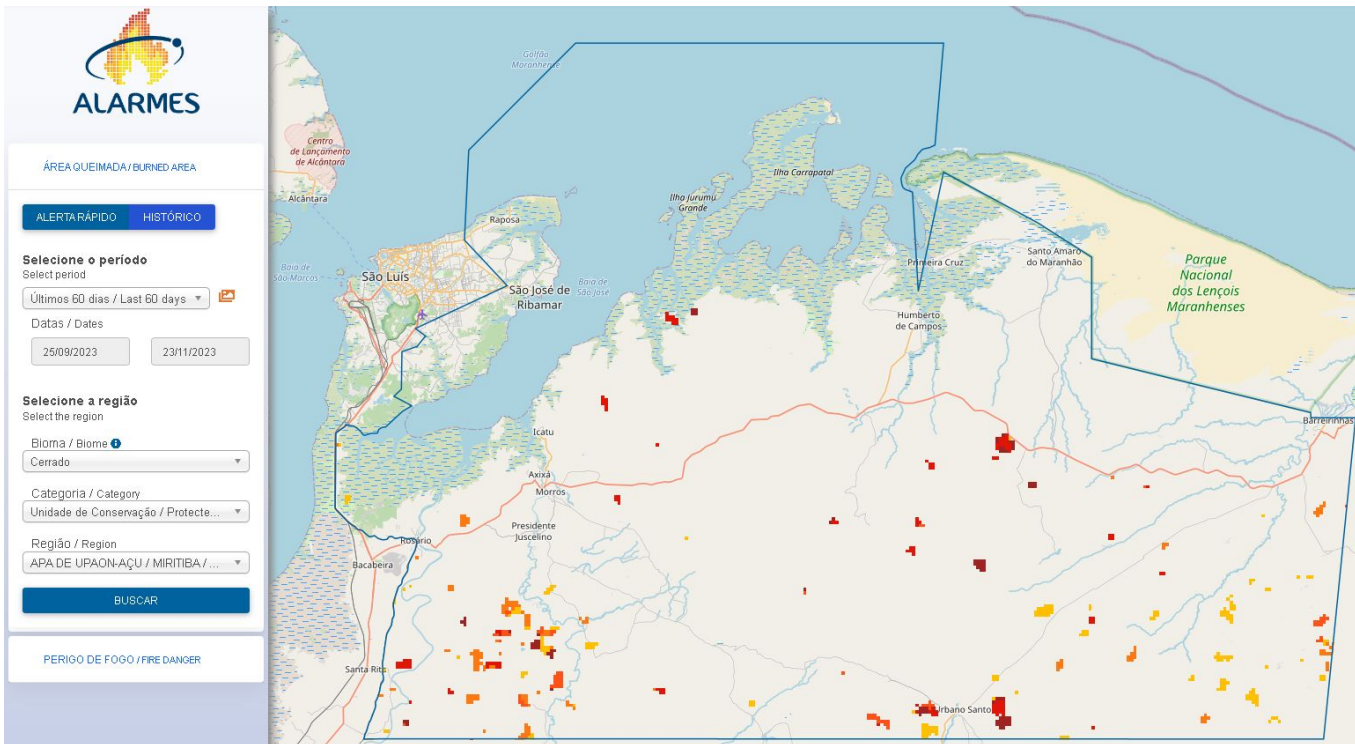 ALARMES
ÁREA QUEIMADA / BURNED AREA
ALERTA RÁPIDO
HISTÓRICO
Selecione o período
Select period
Últimos 60 dias / Last 60 days
Datas / Dates
25/09/2023
23/11/2023
Selecione a região
Select the region
Bioma / Biome
Cerrado
Categoria / Category
Unidade de Conservação / Protecte...
Região / Region
APA DE UPAON-AÇU / MIRITIBA / ...
BUSCAR
PERIGO DE FOGO / FIRE DANGER
Golfão
Maranhense
Centro
de Lançamento
de Alcântara
Alcântara
Ilha Carrapatal
Ilha Jurumú
Grande
Raposa
Baía de
São Marcos
São Luís
São José de
Ribamar
Baía de
São José
Primeira Cruz
Santo Amaro
do Maranhão
Parque
Nacional
dos Lençois
Maranhenses
Humberto
de Campos
Barreirinhas
Icatu
Axixá
Morros
Presidente
Juscelino
Rosário
Bacabeira
Santa Rita
Urbano Santos